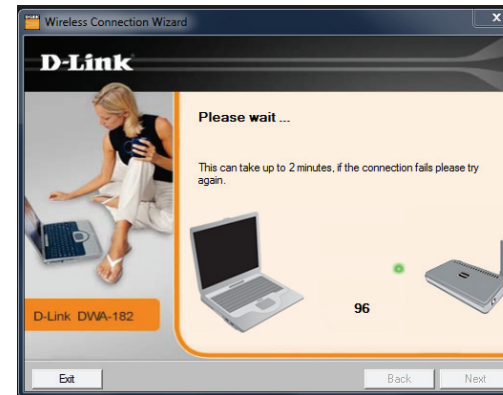 Wireless Connection Wizard
X
D-Link
Please wait ...
This can take up to 2 minutes, if the connection fails please try
again.
96
D-Link DWA-182
Exit
Back
Next